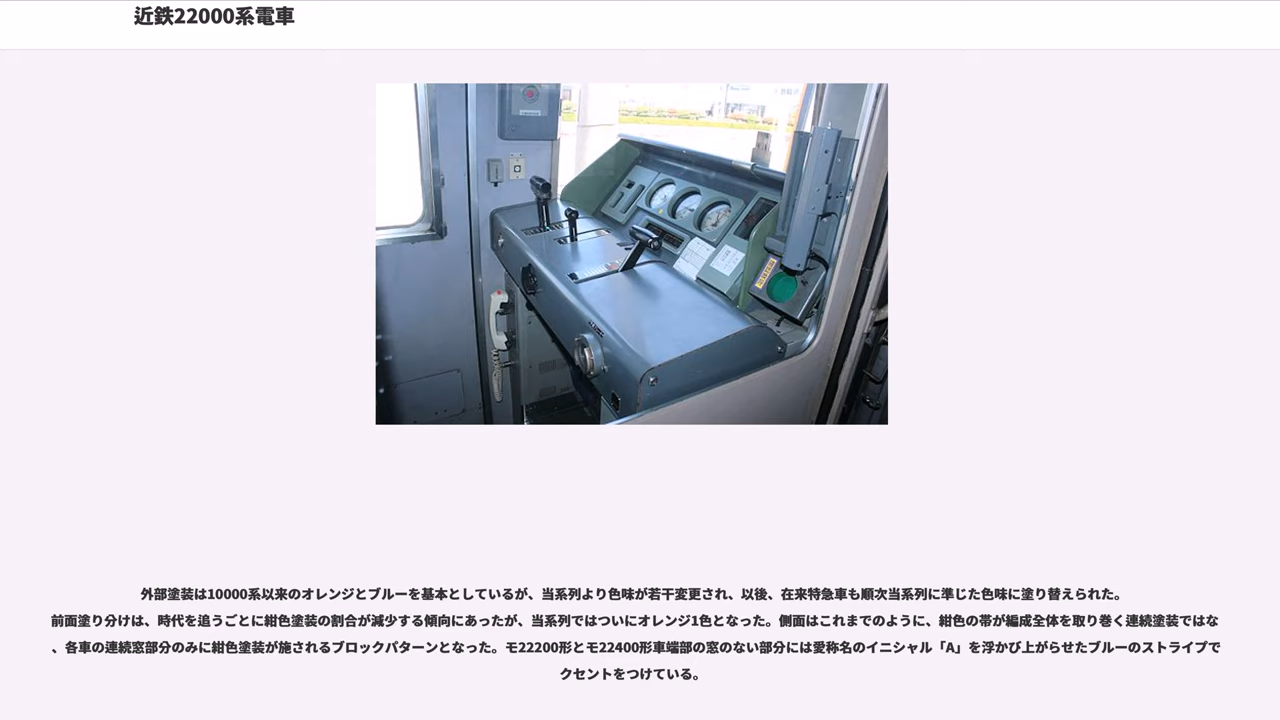 近鉄22000系電車
外部塗装は10000系以来のオレンジとブルーを基本としているが、当系列より色味が若干変更され、以後、在来特急車も順次当系列に準じた色味に塗り替えられた。
前面塗り分けは、時代を追うごとに紺色塗装の割合が減少する傾向にあったが、当系列ではついにオレンジ1色となった。側面はこれまでのように、紺色の帯が編成全体を取り巻く連続塗装ではな
、各車の連続窓部分のみに紺色塗装が施されるブロックパターンとなった。モ22200形とモ22400形車端部の窓のない部分には愛称名のイニシャル「A」を浮かび上がらせたブルーのストライプで
クセントをつけている。